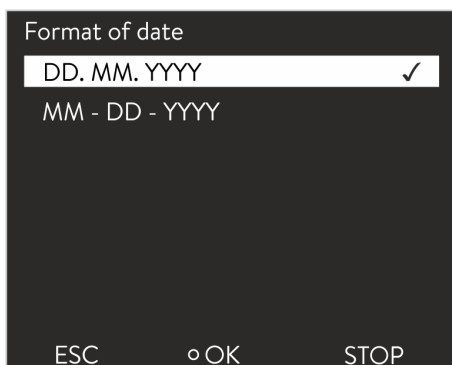 Format of date
DD. MM. YYYY ✓
MM - DD - YYYY
ESC ○ OK STOP